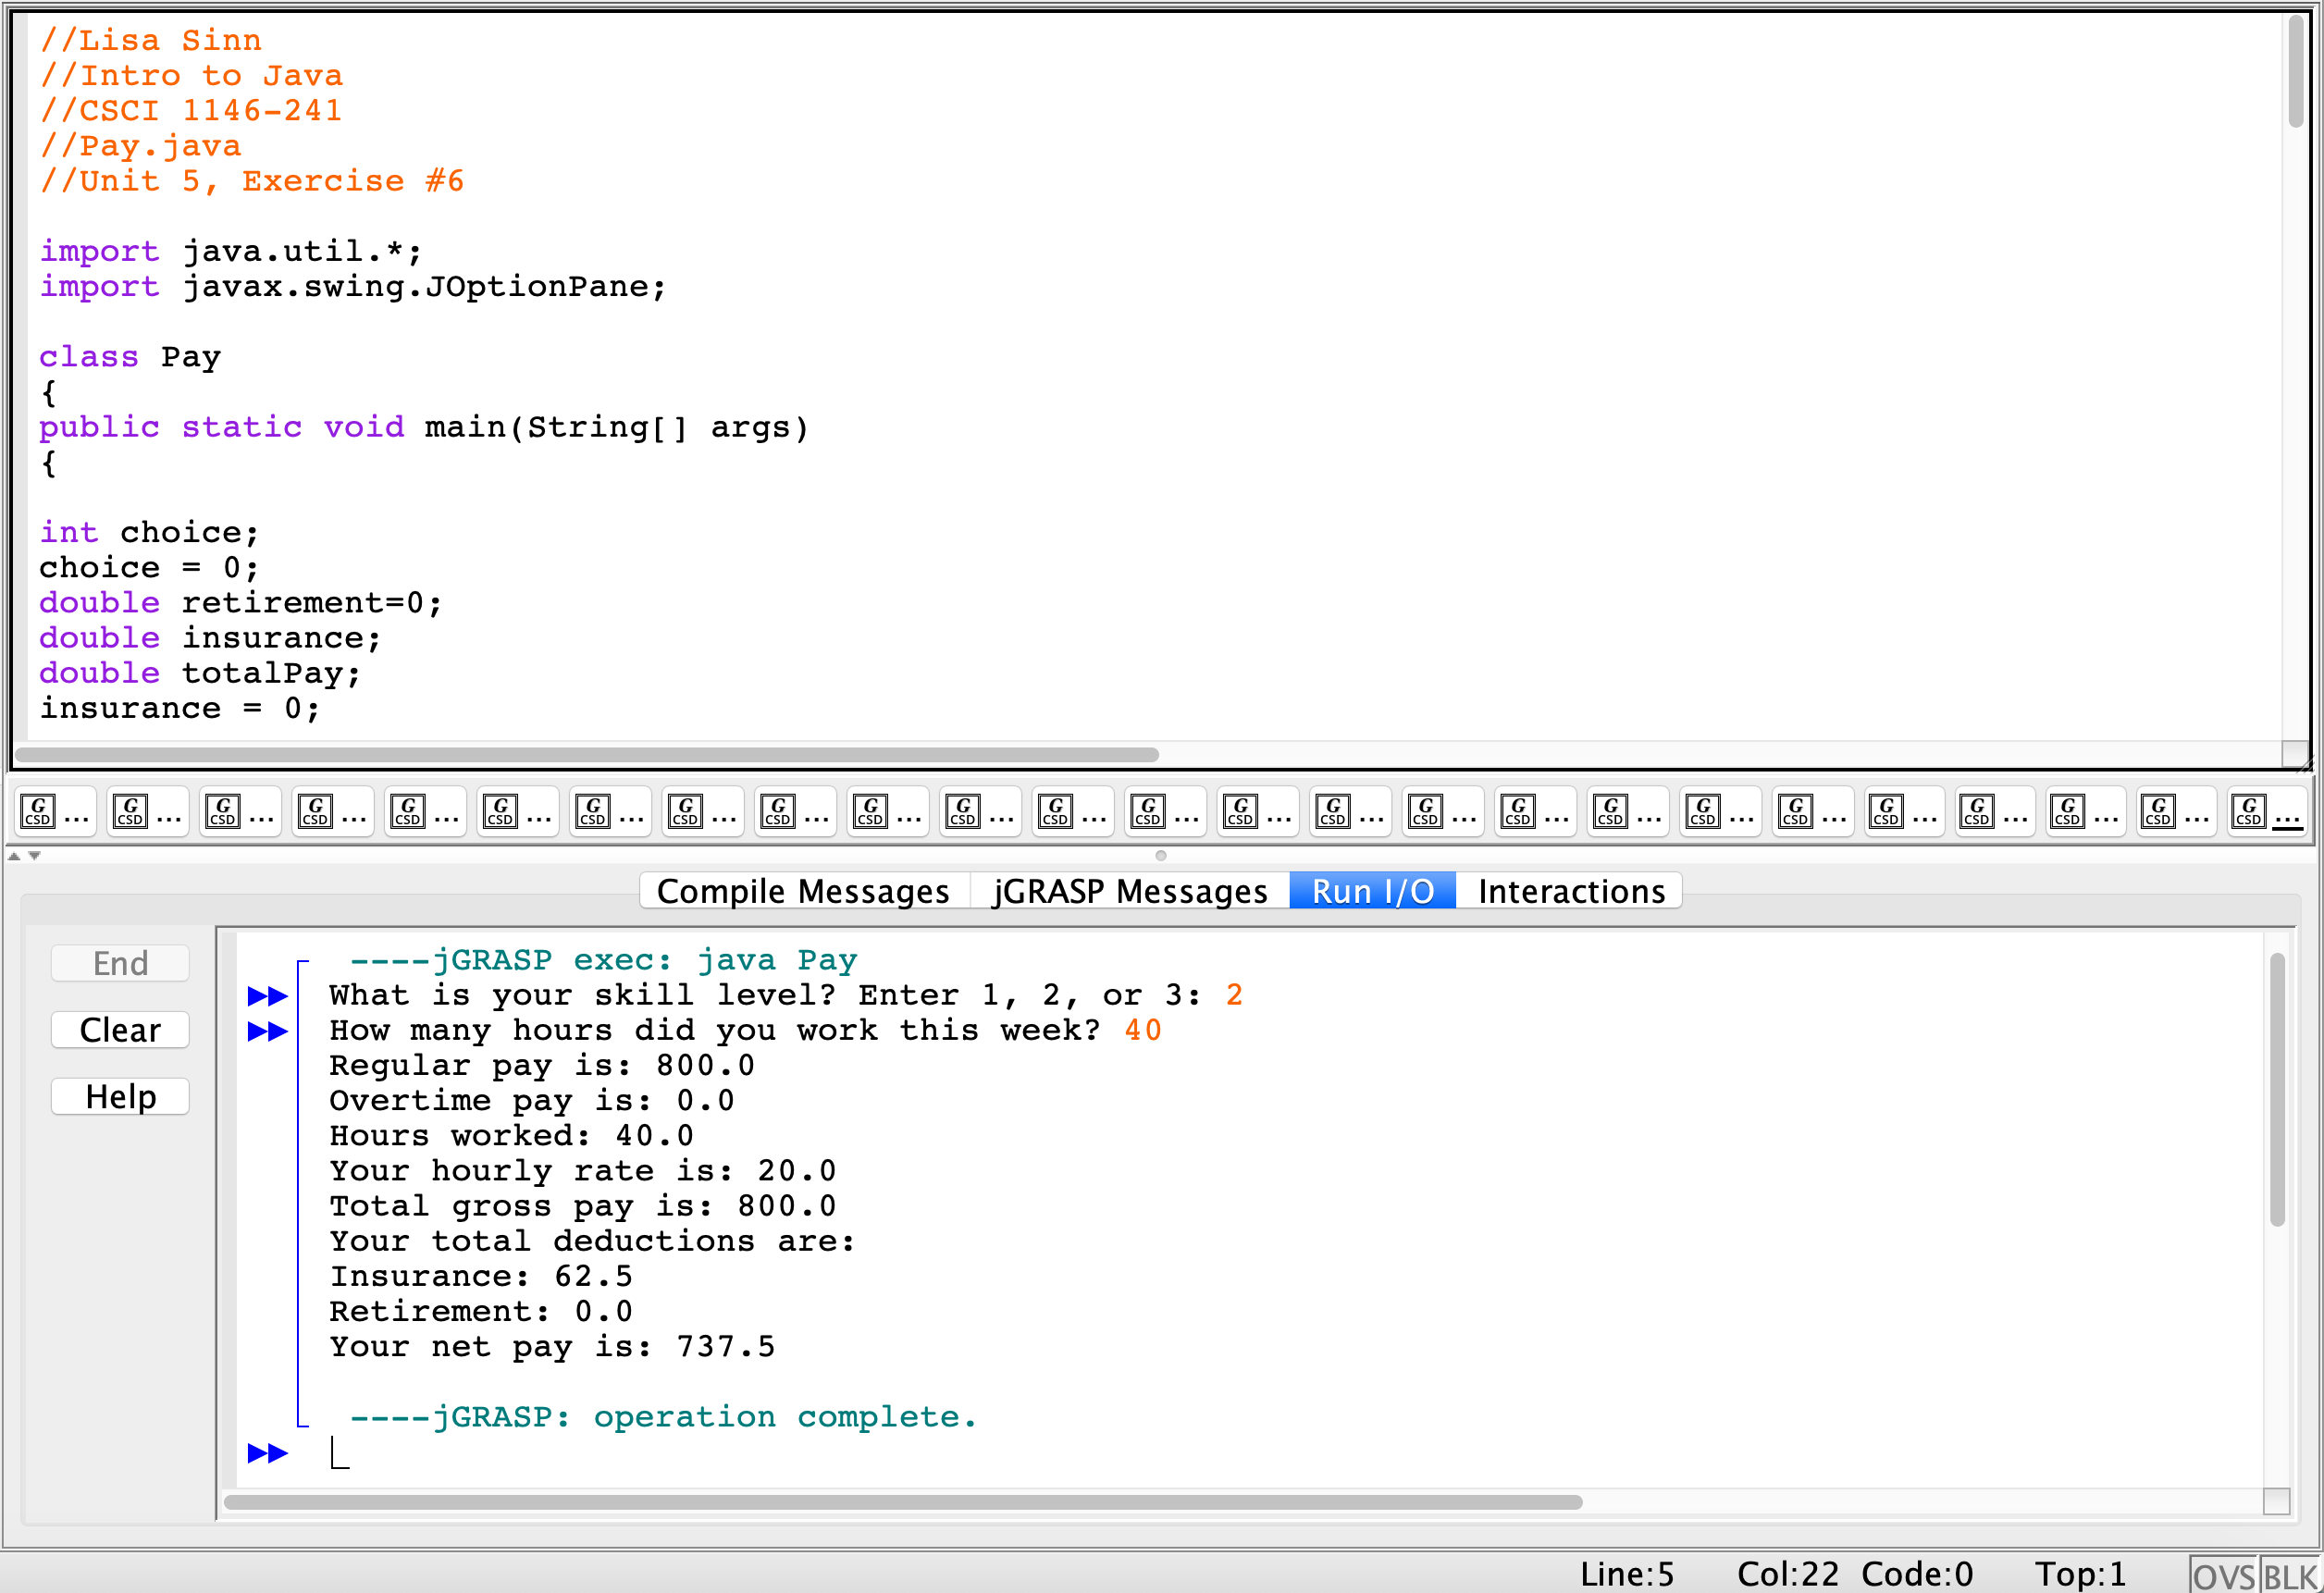 //Lisa Sinn
//Intro to Java
//CSCI 1146-241
//Pay.java
//Unit 5, Exercise #6
import java.util.*;
import javax.swing.JOptionPane;
class Pay
{
public static void main(String[] args)
{
int choice;
choice = 0;
double retirement=0;
double insurance;
double totalPay;
insurance = 0;
G CSD ... G CSD ... G CSD ... G CSD ... G CSD ... G CSD ... G CSD ... G CSD ... G CSD ... G CSD ... G CSD ... G CSD ... G CSD ... G CSD ... G CSD ... G CSD ... G CSD ... G CSD ... G CSD ... G CSD ... G CSD ... G CSD ... G CSD ... G CSD ... G CSD ...
Compile Messages jGRASP Messages Run I/O Interactions
End
Clear
Help
----jGRASP exec: java Pay
What is your skill level? Enter 1, 2, or 3: 2
How many hours did you work this week? 40
Regular pay is: 800.0
Overtime pay is: 0.0
Hours worked: 40.0
Your hourly rate is: 20.0
Total gross pay is: 800.0
Your total deductions are:
Insurance: 62.5
Retirement: 0.0
Your net pay is: 737.5
----jGRASP: operation complete.
Line:5 Col:22 Code:0 Top:1 OVS BLK